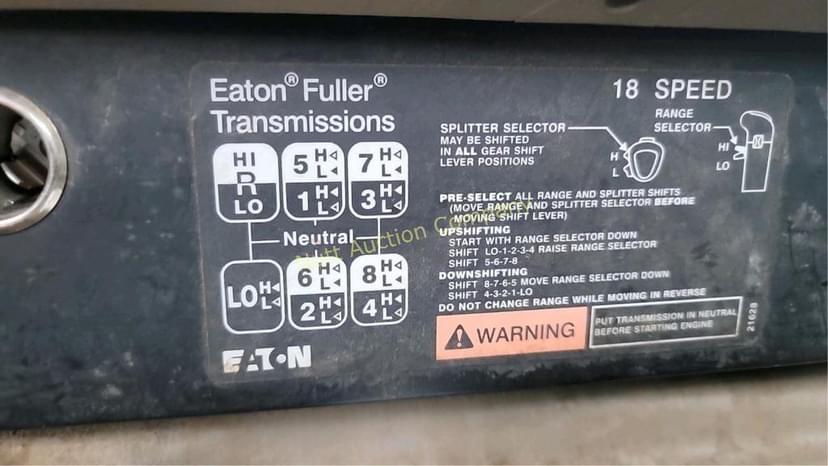 Eaton® Fuller®
Transmissions
18 SPEED
HI
R
LO
5 H
L
1 H
L
7 H
L
3 H
L
Neutral
LO H
L
6 H
L
2 H
L
8 H
L
4 H
L
EATON
SPLITTER SELECTOR
MAY BE SHIFTED
IN ALL GEAR SHIFT
LEVER POSITIONS
H
L
RANGE
SELECTOR
HI
LO
PRE-SELECT ALL RANGE AND SPLITTER SHIFTS
(MOVE RANGE AND SPLITTER SELECTOR BEFORE
MOVING SHIFT LEVER)
UPSHIFTING
START WITH RANGE SELECTOR DOWN
SHIFT LO-1-2-3-4 RAISE RANGE SELECTOR
SHIFT 5-6-7-8
DOWNSHIFTING
SHIFT 8-7-6-5 MOVE RANGE SELECTOR DOWN
SHIFT 4-3-2-1-LO
DO NOT CHANGE RANGE WHILE MOVING IN REVERSE
WARNING
PUT TRANSMISSION IN NEUTRAL
BEFORE STARTING ENGINE
21628
Nutt Auction Company